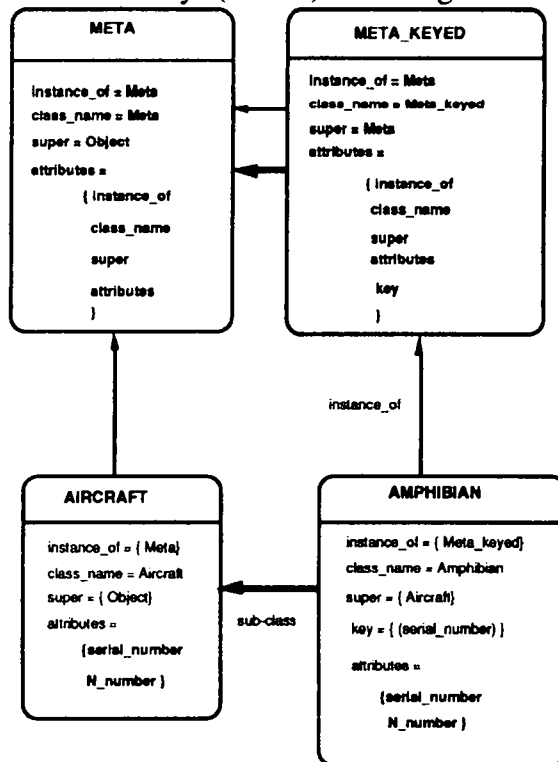 META
instance_of = Meta
class_name = Meta
super = Object
attributes =
{ instance_of
class_name
super
attributes
}
META_KEYED
instance_of = Meta
class_name = Meta_keyed
super = Meta
attributes =
{ instance_of
class_name
super
attributes
key
}
instance_of
AIRCRAFT
instance_of = { Meta}
class_name = Aircraft
super = { Object}
attributes =
{serial_number
N_number }
sub-class
AMPHIBIAN
instance_of = { Meta_keyed}
class_name = Amphibian
super = { Aircraft}
key = { (serial_number) }
attributes =
{serial_number
N_number }